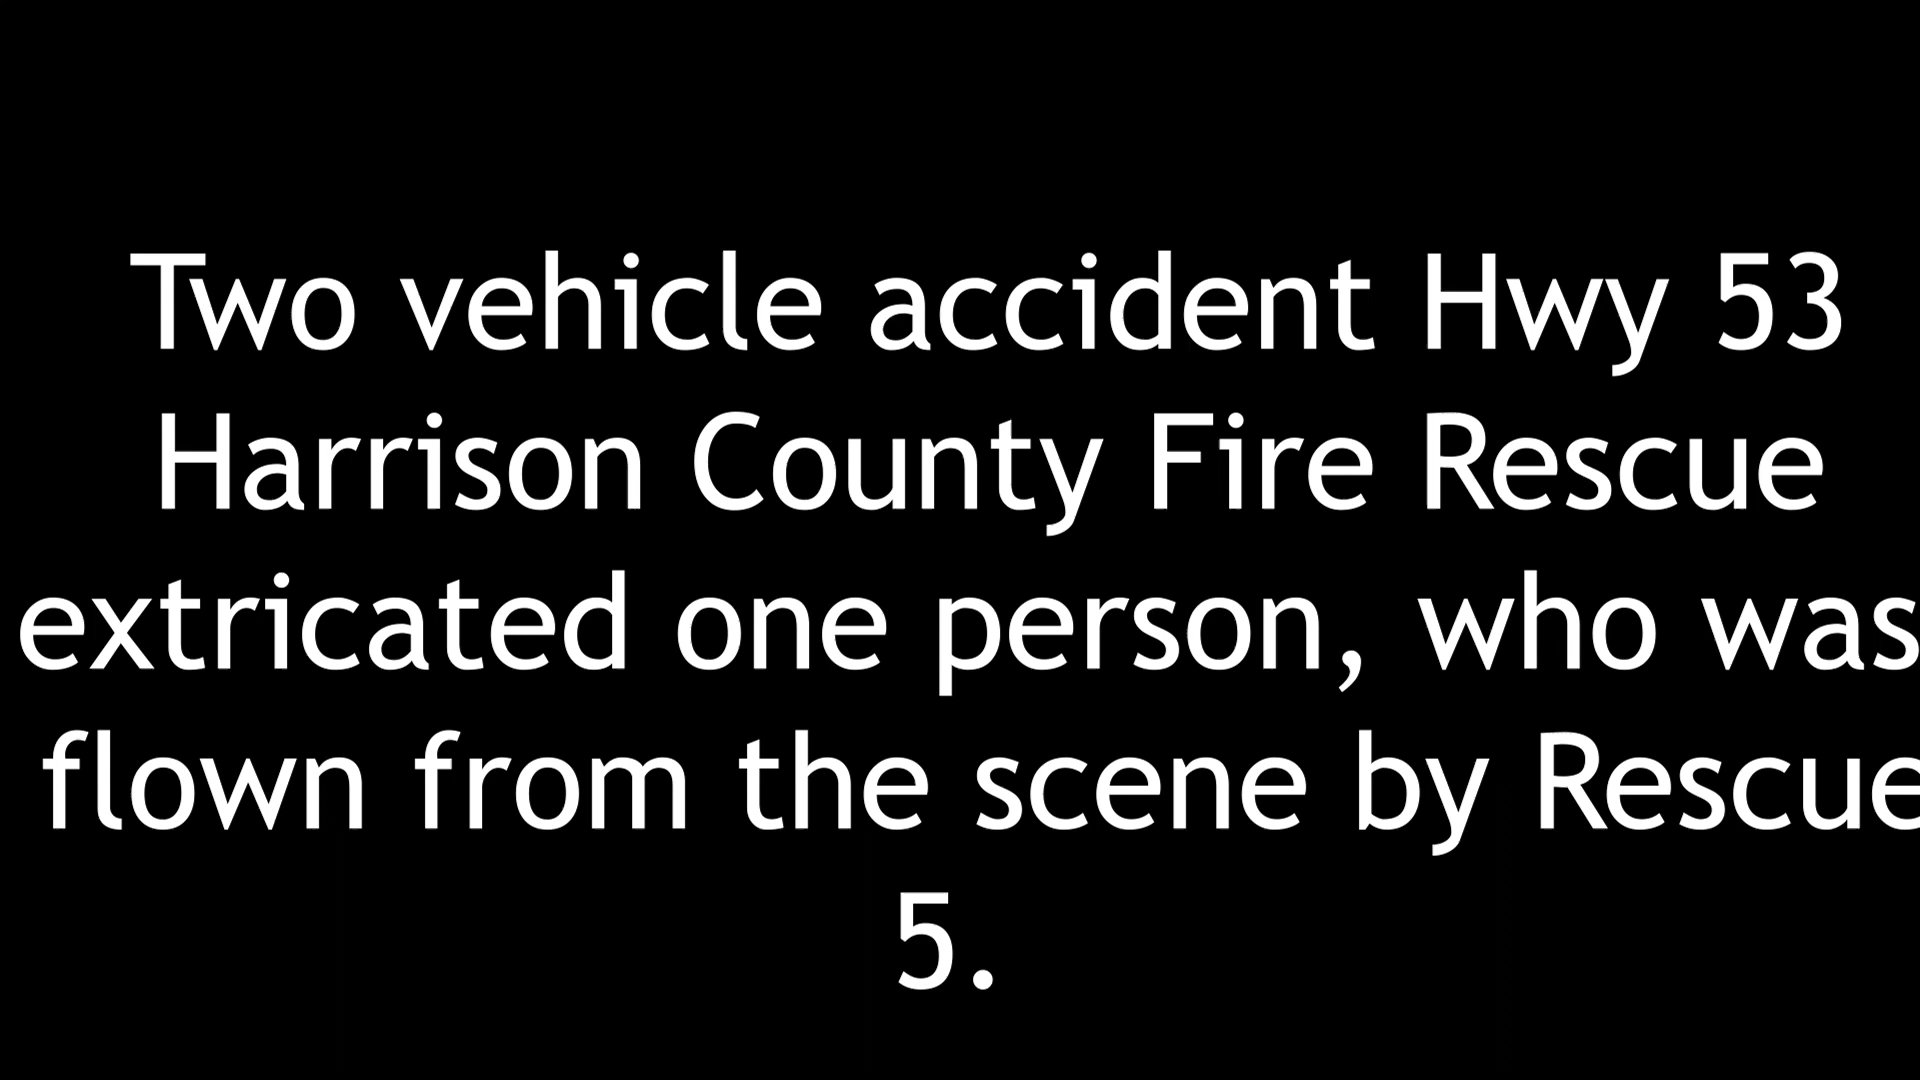 Two vehicle accident Hwy 53
Harrison County Fire Rescue
extricated one person, who was
flown from the scene by Rescue
5.